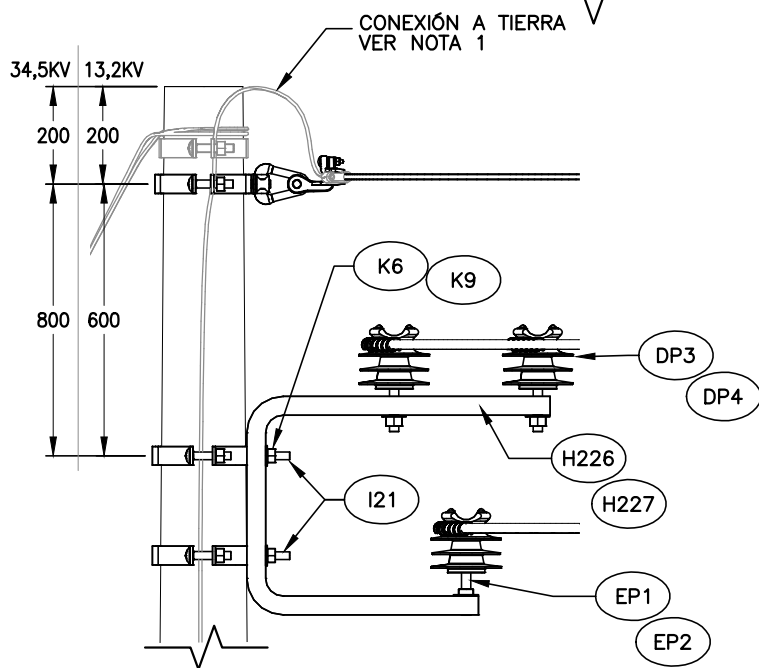 CONEXIÓN A TIERRA
VER NOTA 1
34,5KV 13,2KV
200 200
800 600
K6
K9
DP3
DP4
H226
H227
I21
EP1
EP2